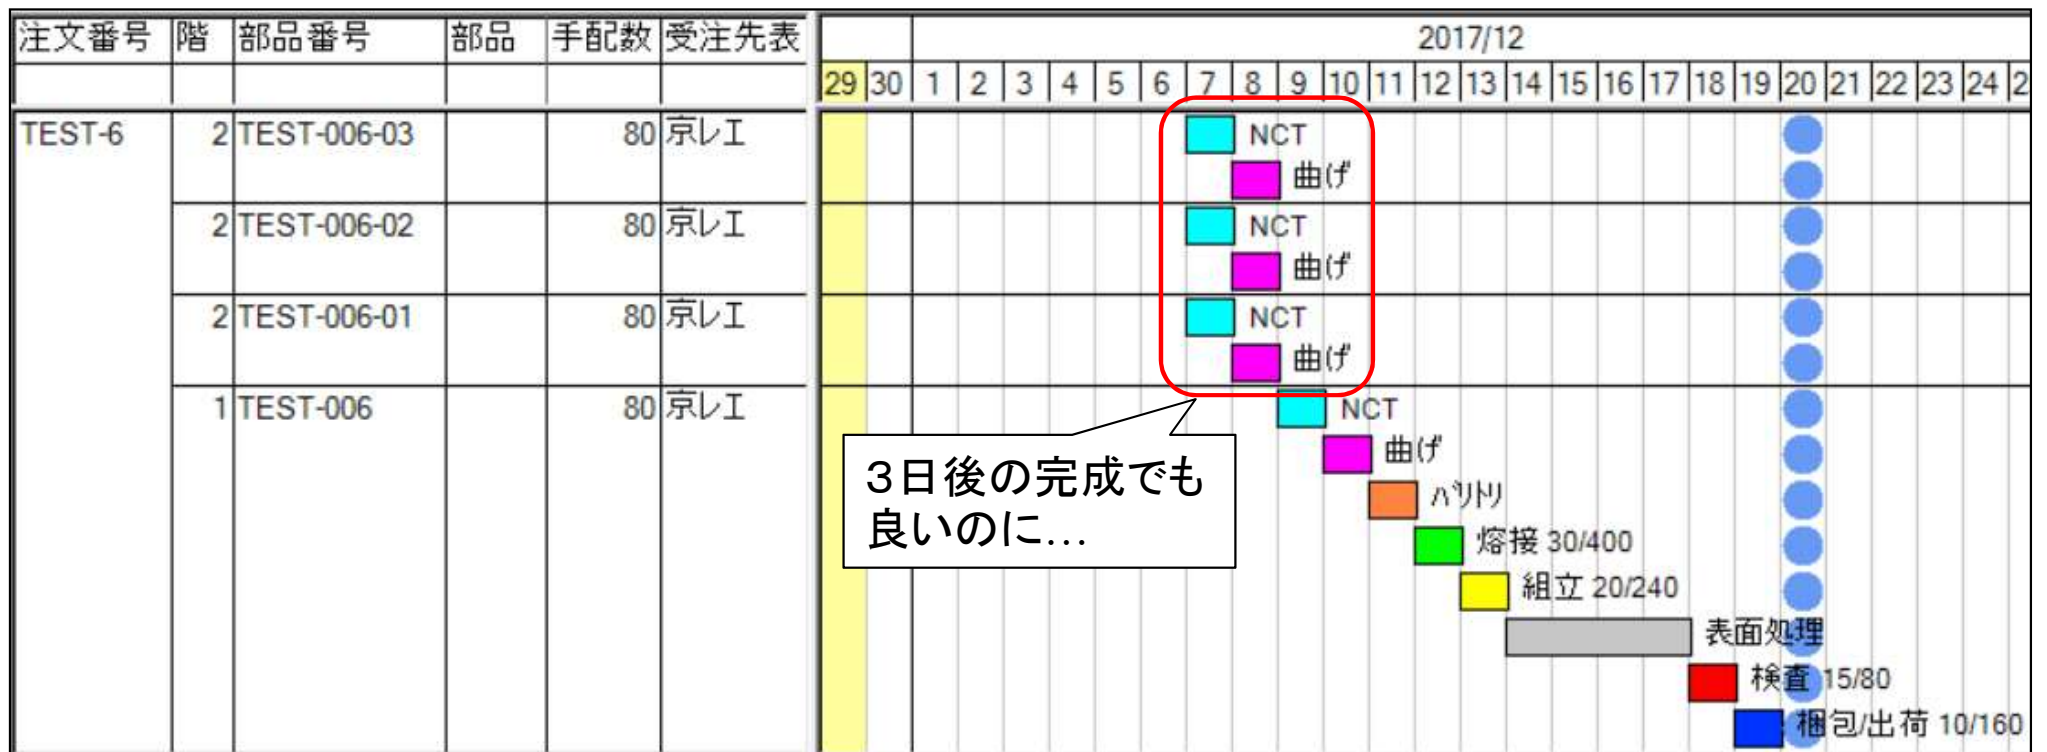 注文番号 階 部品番号 部品 手配数 受注先表 2017/12
29 30 1 2 3 4 5 6 7 8 9 10 11 12 13 14 15 16 17 18 19 20 21 22 23 24 2
TEST-6 2 TEST-006-03 80 京レエ NCT
曲げ
2 TEST-006-02 80 京レエ NCT
曲げ
2 TEST-006-01 80 京レエ NCT
曲げ
1 TEST-006 80 京レエ NCT
曲げ
バリトリ
熔接 30/400
組立 20/240
表面処理
検査 15/80
梱包/出荷 10/160
３日後の完成でも
良いのに…